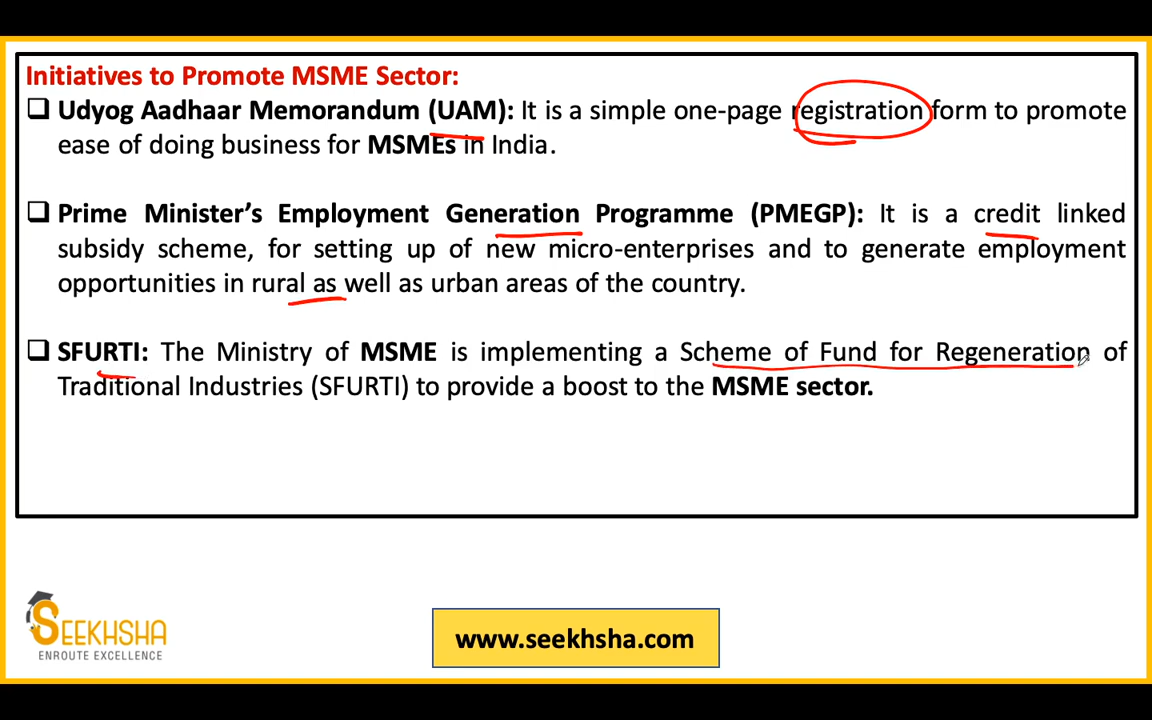 Initiatives to Promote MSME Sector:
❑ Udyog Aadhaar Memorandum (UAM): It is a simple one-page registration form to promote
ease of doing business for MSMEs in India.
❑ Prime Minister’s Employment Generation Programme (PMEGP): It is a credit linked
subsidy scheme, for setting up of new micro-enterprises and to generate employment
opportunities in rural as well as urban areas of the country.
❑ SFURTI: The Ministry of MSME is implementing a Scheme of Fund for Regeneration of
Traditional Industries (SFURTI) to provide a boost to the MSME sector.
SEEKHSHA
ENROUTE EXCELLENCE
www.seekhsha.com